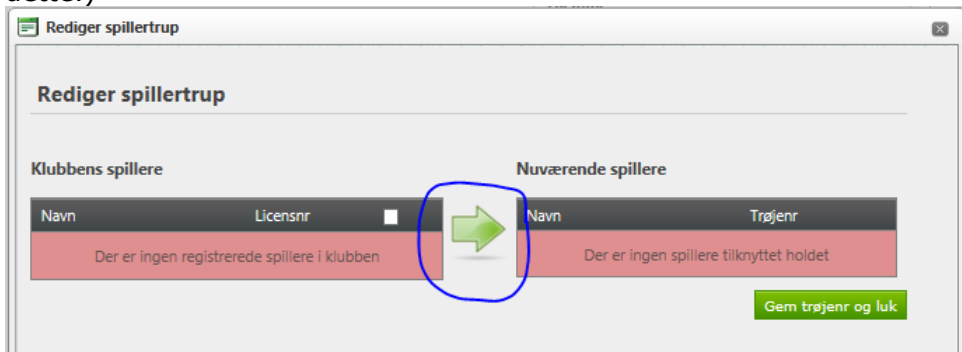 Rediger spillertrup
Rediger spillertrup
Klubbens spillere
Nuværende spillere
Navn Licensnr
Navn Trøjenr
Der er ingen registrerede spillere i klubben
Der er ingen spillere tilknyttet holdet
Gem trøjenr og luk